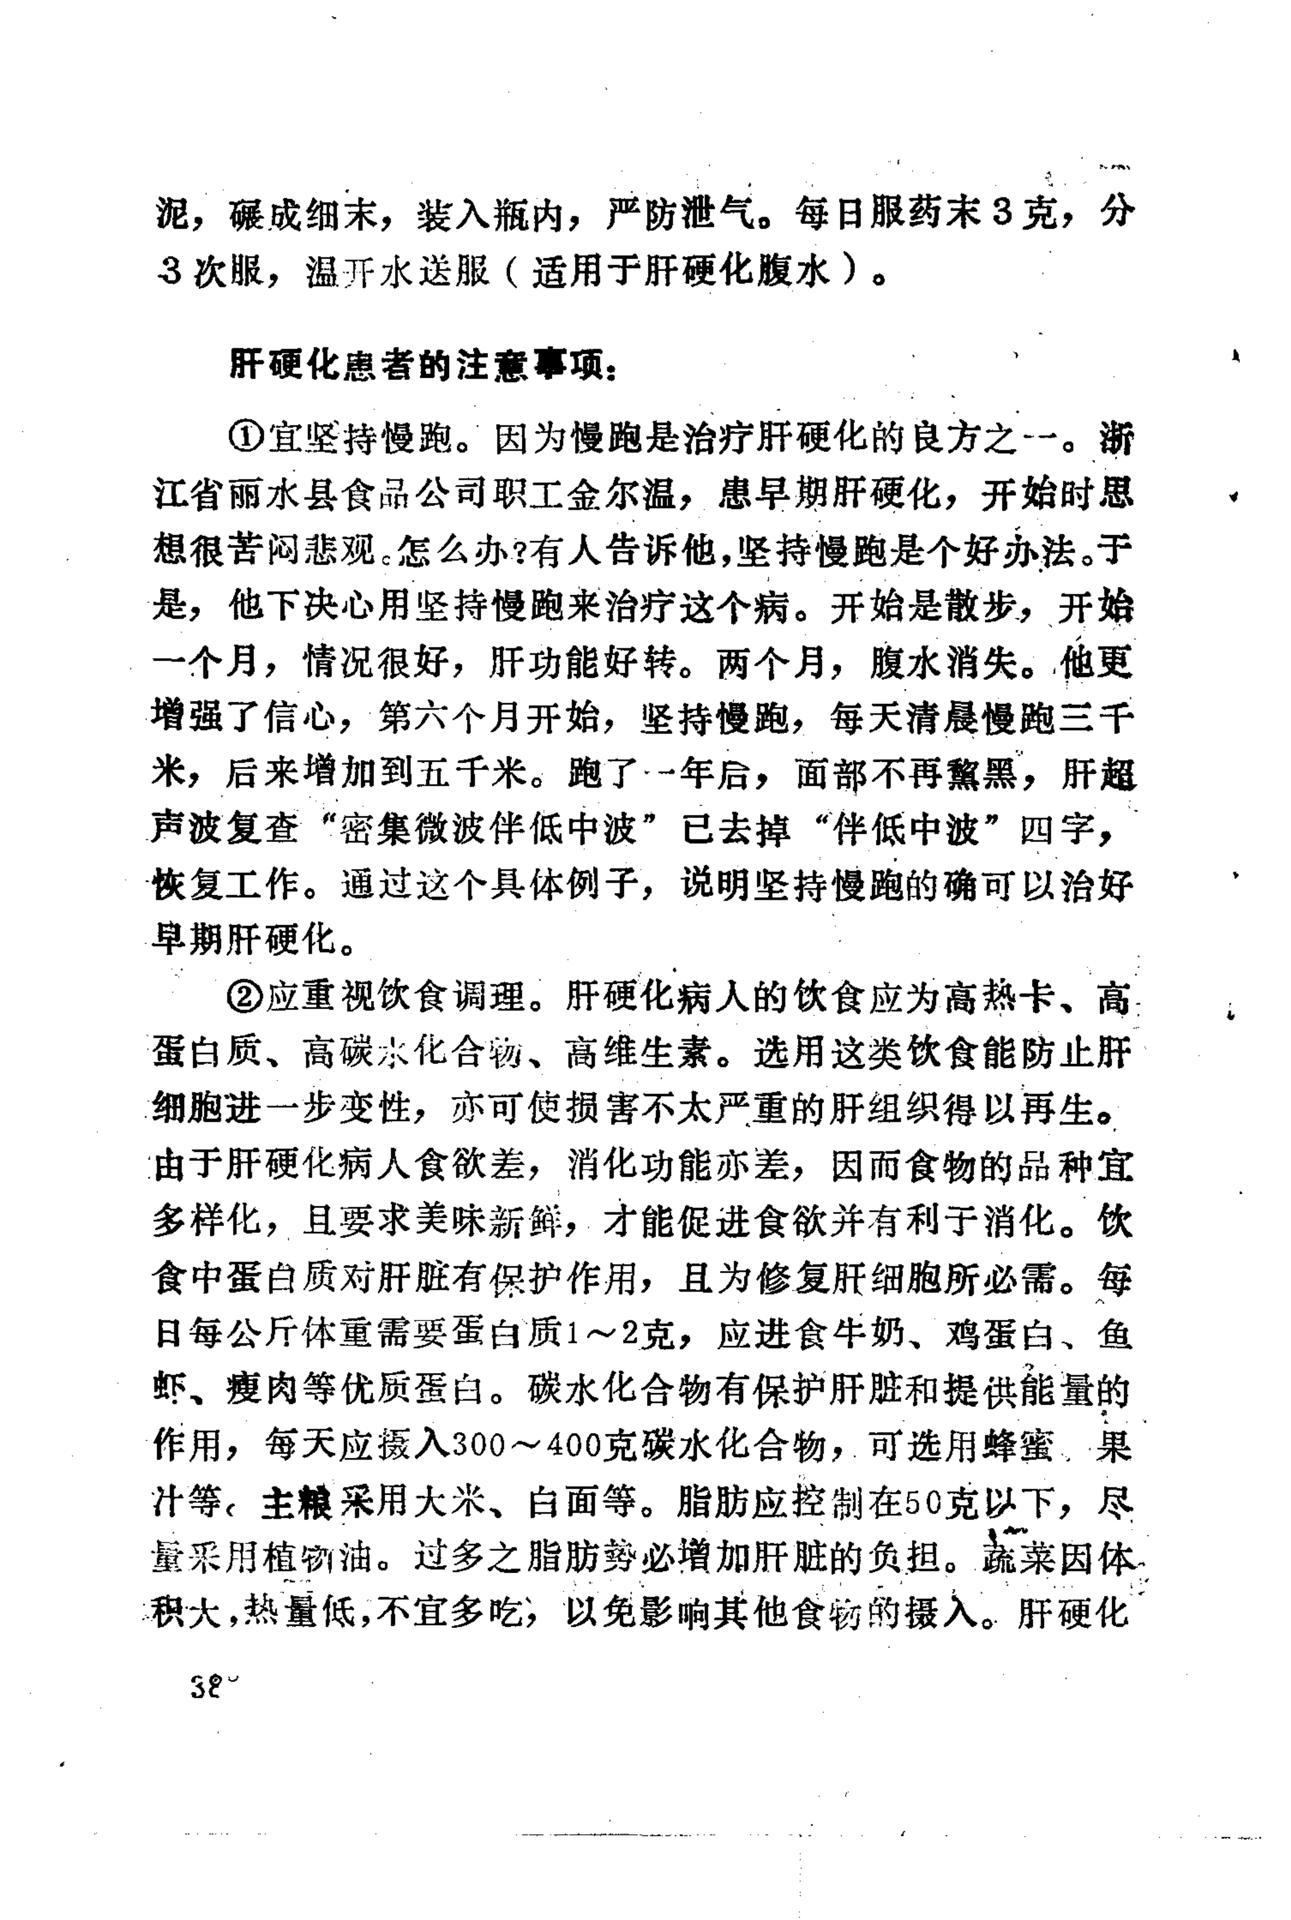 泥，碾成细末，装入瓶内，严防泄气。每日服药末3克，分
3次服，温开水送服（适用于肝硬化腹水）。
肝硬化患者的注意事项：
①宜坚持慢跑。因为慢跑是治疗肝硬化的良方之一。浙
江省丽水县食品公司职工金尔温，患早期肝硬化，开始时思
想很苦闷悲观。怎么办？有人告诉他，坚持慢跑是个好办法。于
是，他下决心用坚持慢跑来治疗这个病。开始是散步，开始
一个月，情况很好，肝功能好转。两个月，腹水消失。他更
增强了信心，第六个月开始，坚持慢跑，每天清晨慢跑三千
米，后来增加到五千米。跑了一年后，面部不再黧黑，肝超
声波复查“密集微波伴低中波”已去掉“伴低中波”四字，
恢复工作。通过这个具体例子，说明坚持慢跑的确可以治好
早期肝硬化。
②应重视饮食调理。肝硬化病人的饮食应为高热卡、高
蛋白质、高碳水化合物、高维生素。选用这类饮食能防止肝
细胞进一步变性，亦可使损害不太严重的肝组织得以再生。
由于肝硬化病人食欲差，消化功能亦差，因而食物的品种宜
多样化，且要求美味新鲜，才能促进食欲并有利于消化。饮
食中蛋白质对肝脏有保护作用，且为修复肝细胞所必需。每
日每公斤体重需要蛋白质1～2克，应进食牛奶、鸡蛋白、鱼
虾、瘦肉等优质蛋白。碳水化合物有保护肝脏和提供能量的
作用，每天应摄入300～400克碳水化合物，可选用蜂蜜、果
汁等。主粮采用大米、白面等。脂肪应控制在50克以下，尽
量采用植物油。过多之脂肪势必增加肝脏的负担。蔬菜因体
积大，热量低，不宜多吃，以免影响其他食物的摄入。肝硬化
38